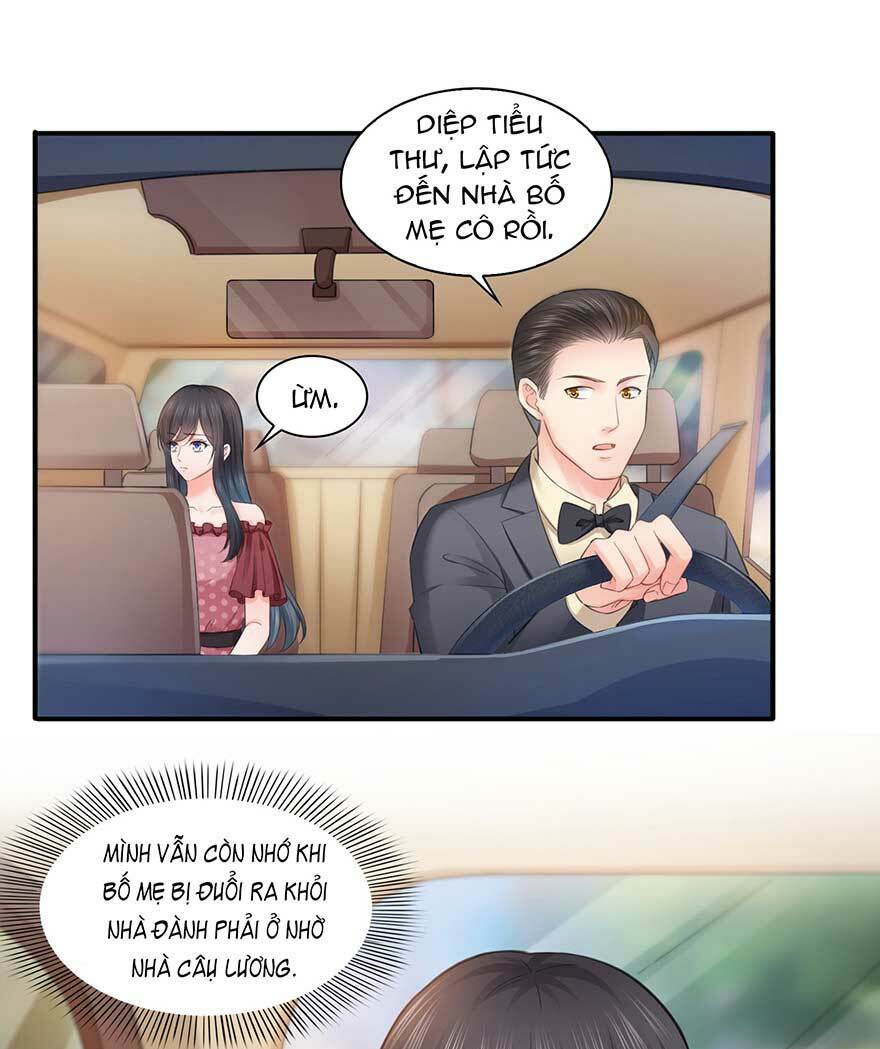 DIỆP TIỂU
THƯ, LẬP TỨC
ĐẾN NHÀ BỐ
MẸ CÔ RỒI.
ỪM.
MÌNH VẪN CÒN NHỚ KHI
BỐ MẸ BỊ ĐUỔI RA KHỎI
NHÀ ĐÀNH PHẢI Ở NHỜ
NHÀ CẬU LƯƠNG.